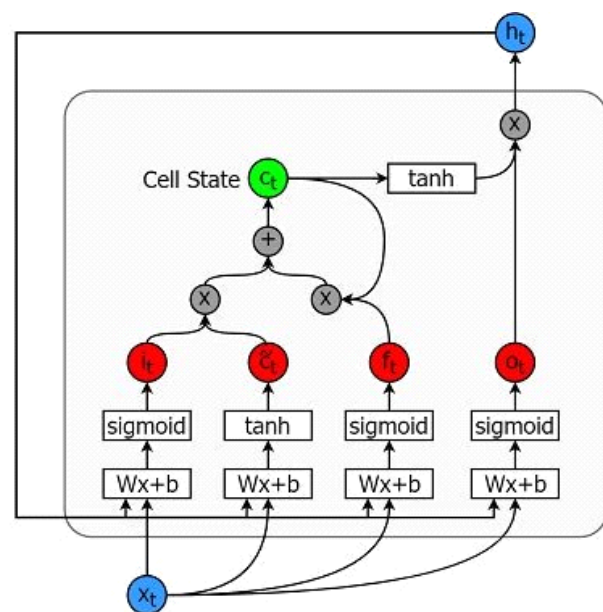 hₜ
x
Cell State cₜ tanh
+
x x
iₜ c̃ₜ fₜ oₜ
sigmoid tanh sigmoid sigmoid
Wx+b Wx+b Wx+b Wx+b
xₜ